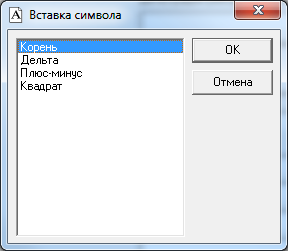 Вставка символа
Корень
Дельта
Плюс-минус
Квадрат
OK
Отмена